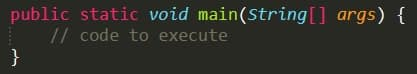 public static void main(String[] args) {
    // code to execute
}